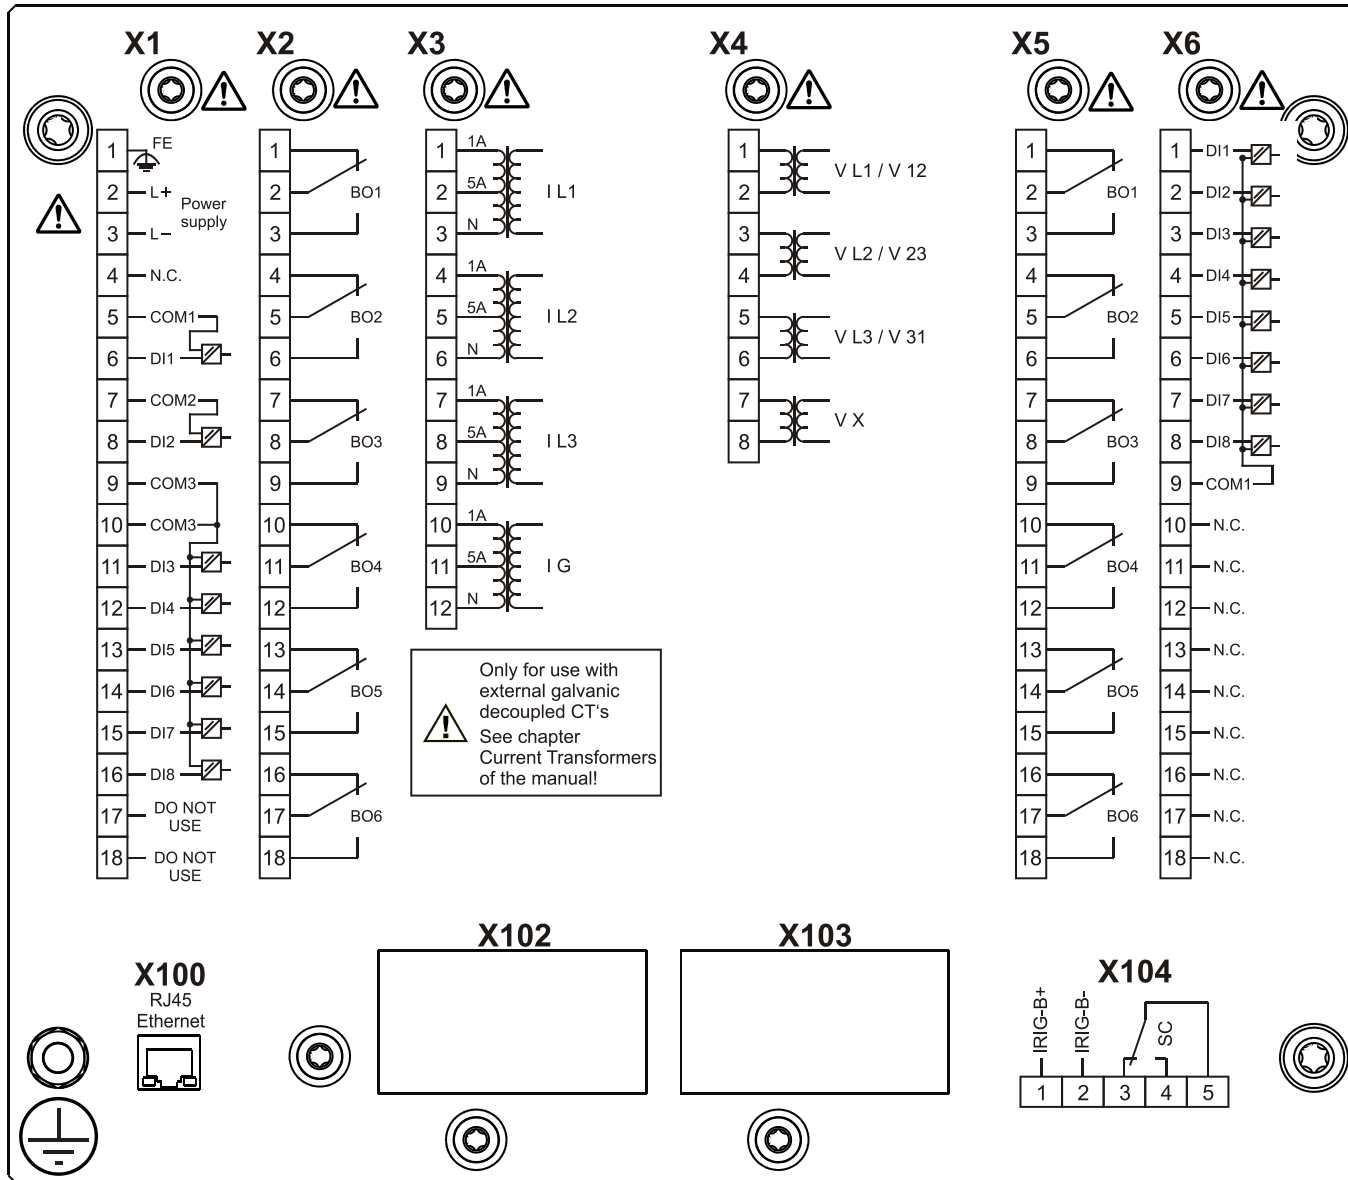 X1
X2
X3
X4
X5
X6
1
FE
2
L+
Power
supply
3
L–
4
N.C.
5
COM1
6
DI1
7
COM2
8
DI2
9
COM3
10
COM3
11
DI3
12
DI4
13
DI5
14
DI6
15
DI7
16
DI8
17
DO NOT
USE
18
DO NOT
USE
1
2
BO1
3
4
5
BO2
6
7
8
BO3
9
10
11
BO4
12
13
14
BO5
15
16
17
BO6
18
1
1A
2
5A
I L1
3
N
4
1A
5
5A
I L2
6
N
7
1A
8
5A
I L3
9
N
10
1A
11
5A
I G
12
N
Only for use with
external galvanic
decoupled CT‘s
See chapter
Current Transformers
of the manual!
1
V L1 / V 12
2
3
V L2 / V 23
4
5
V L3 / V 31
6
7
V X
8
1
2
BO1
3
4
5
BO2
6
7
8
BO3
9
10
11
BO4
12
13
14
BO5
15
16
17
BO6
18
1
DI1
2
DI2
3
DI3
4
DI4
5
DI5
6
DI6
7
DI7
8
DI8
9
COM1
10
N.C.
11
N.C.
12
N.C.
13
N.C.
14
N.C.
15
N.C.
16
N.C.
17
N.C.
18
N.C.
X100
RJ45
Ethernet
X102
X103
X104
IRIG-B+
IRIG-B-
SC
1
2
3
4
5